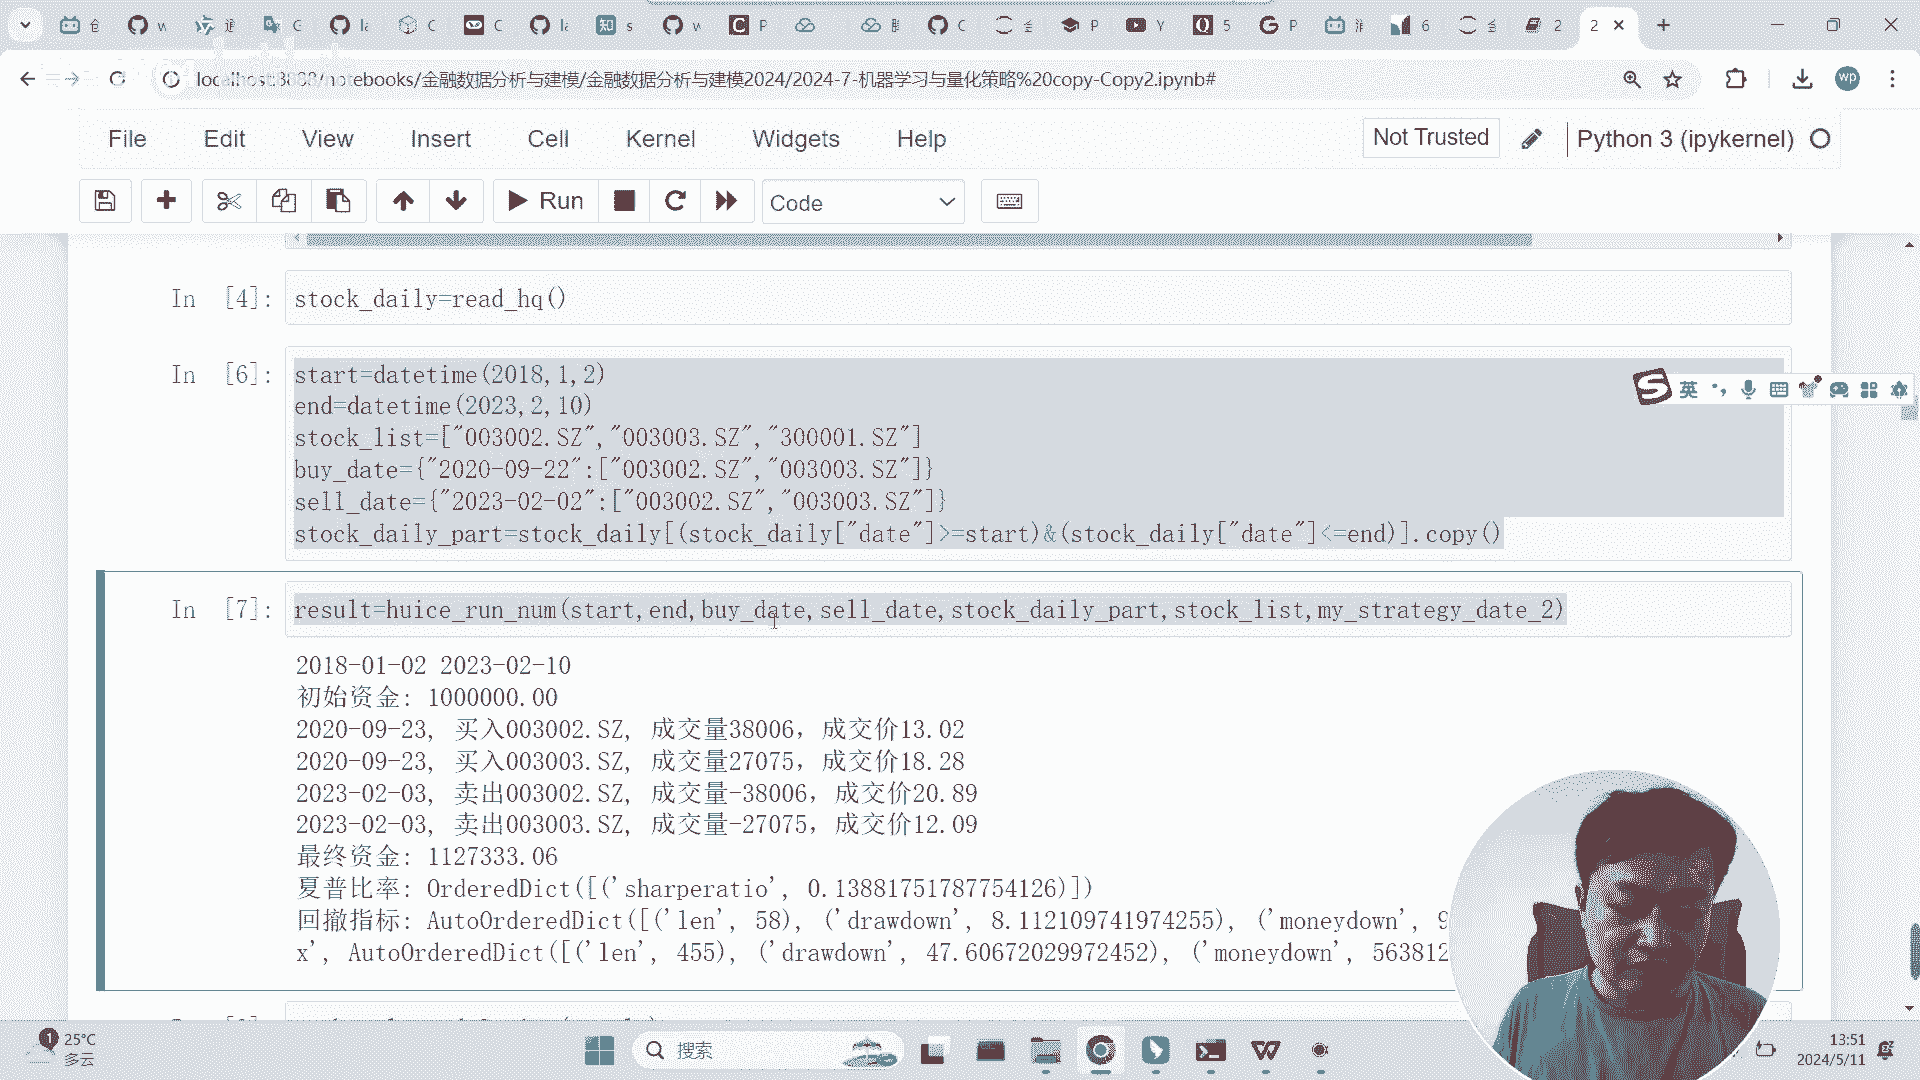 localhost:8888/notebooks/金融数据分析与建模/金融数据分析与建模2024/2024-7-机器学习与量化策略%20copy-Copy2.ipynb#
wp
File Edit View Insert Cell Kernel Widgets Help Not Trusted Python 3 (ipykernel)
Run Code
In [4]: stock_daily=read_hq()
In [6]: start=datetime(2018,1,2)
end=datetime(2023,2,10)
stock_list=["003002.SZ","003003.SZ","300001.SZ"]
buy_date={"2020-09-22":["003002.SZ","003003.SZ"]}
sell_date={"2023-02-02":["003002.SZ","003003.SZ"]}
stock_daily_part=stock_daily[(stock_daily["date"]>=start)&(stock_daily["date"]<=end)].copy()
英
In [7]: result=huice_run_num(start,end,buy_date,sell_date,stock_daily_part,stock_list,my_strategy_date_2)
2018-01-02 2023-02-10
初始资金: 1000000.00
2020-09-23, 买入003002.SZ, 成交量38006，成交价13.02
2020-09-23, 买入003003.SZ, 成交量27075，成交价18.28
2023-02-03, 卖出003002.SZ, 成交量-38006，成交价20.89
2023-02-03, 卖出003003.SZ, 成交量-27075，成交价12.09
最终资金: 1127333.06
夏普比率: OrderedDict([('sharperatio', 0.13881751787754126)])
回撤指标: AutoOrderedDict([('len', 58), ('drawdown', 8.112109741974255), ('moneydown', 9
x', AutoOrderedDict([('len', 455), ('drawdown', 47.60672029972452), ('moneydown', 563812
1 25°C
多云
搜索
13:51
2024/5/11